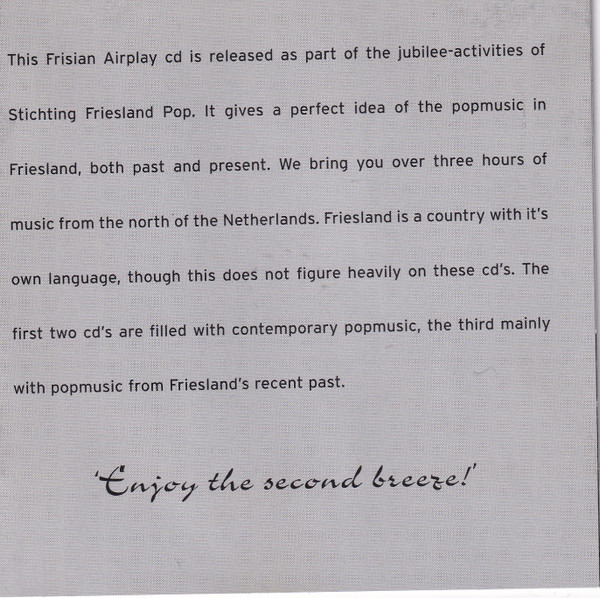 This Frisian Airplay cd is released as part of the jubilee-activities of
Stichting Friesland Pop. It gives a perfect idea of the popmusic in
Friesland, both past and present. We bring you over three hours of
music from the north of the Netherlands. Friesland is a country with it's
own language, though this does not figure heavily on these cd's. The
first two cd's are filled with contemporary popmusic, the third mainly
with popmusic from Friesland's recent past.
'Enjoy the second breeze!'